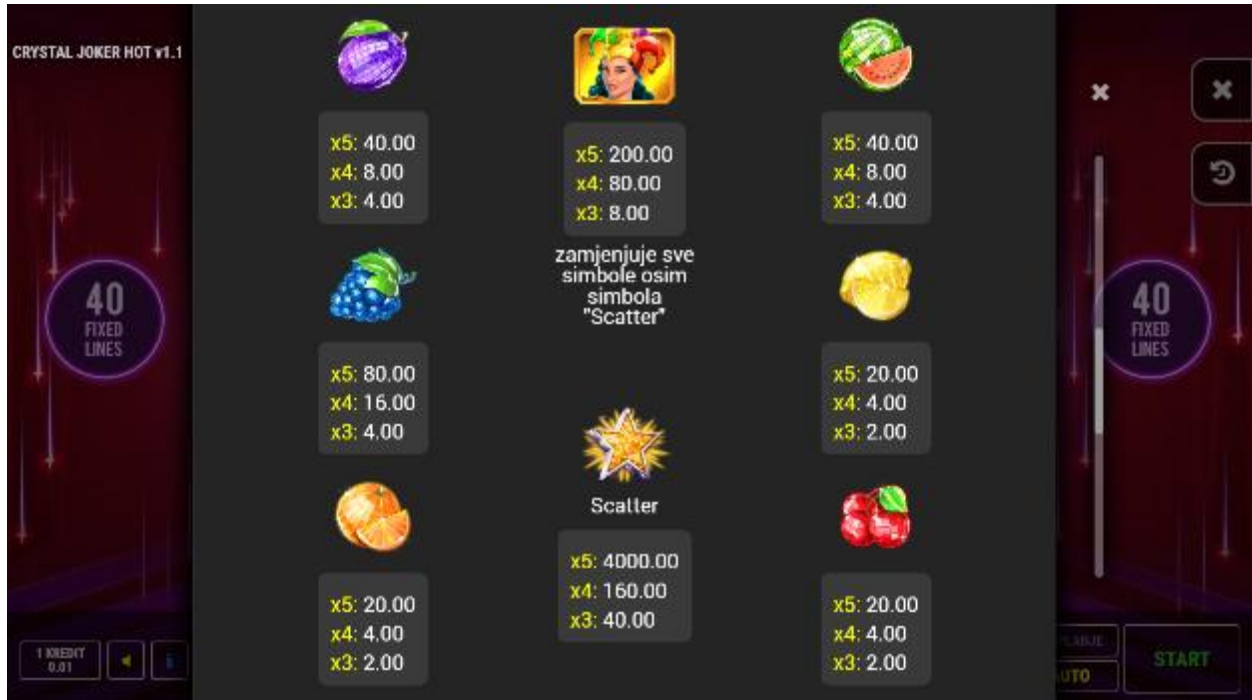 CRYSTAL JOKER HOT v1.1
x5: 40.00
x4: 8.00
x3: 4.00
x5: 200.00
x4: 80.00
x3: 8.00
zamjenjuje sve
simbole osim
simbola
"Scatter"
x5: 40.00
x4: 8.00
x3: 4.00
40
FIXED
LINES
x5: 80.00
x4: 16.00
x3: 4.00
x5: 20.00
x4: 4.00
x3: 2.00
40
FIXED
LINES
Scatter
x5: 20.00
x4: 4.00
x3: 2.00
x5: 4000.00
x4: 160.00
x3: 40.00
x5: 20.00
x4: 4.00
x3: 2.00
1 KREDIT
0.01
AUTO
START